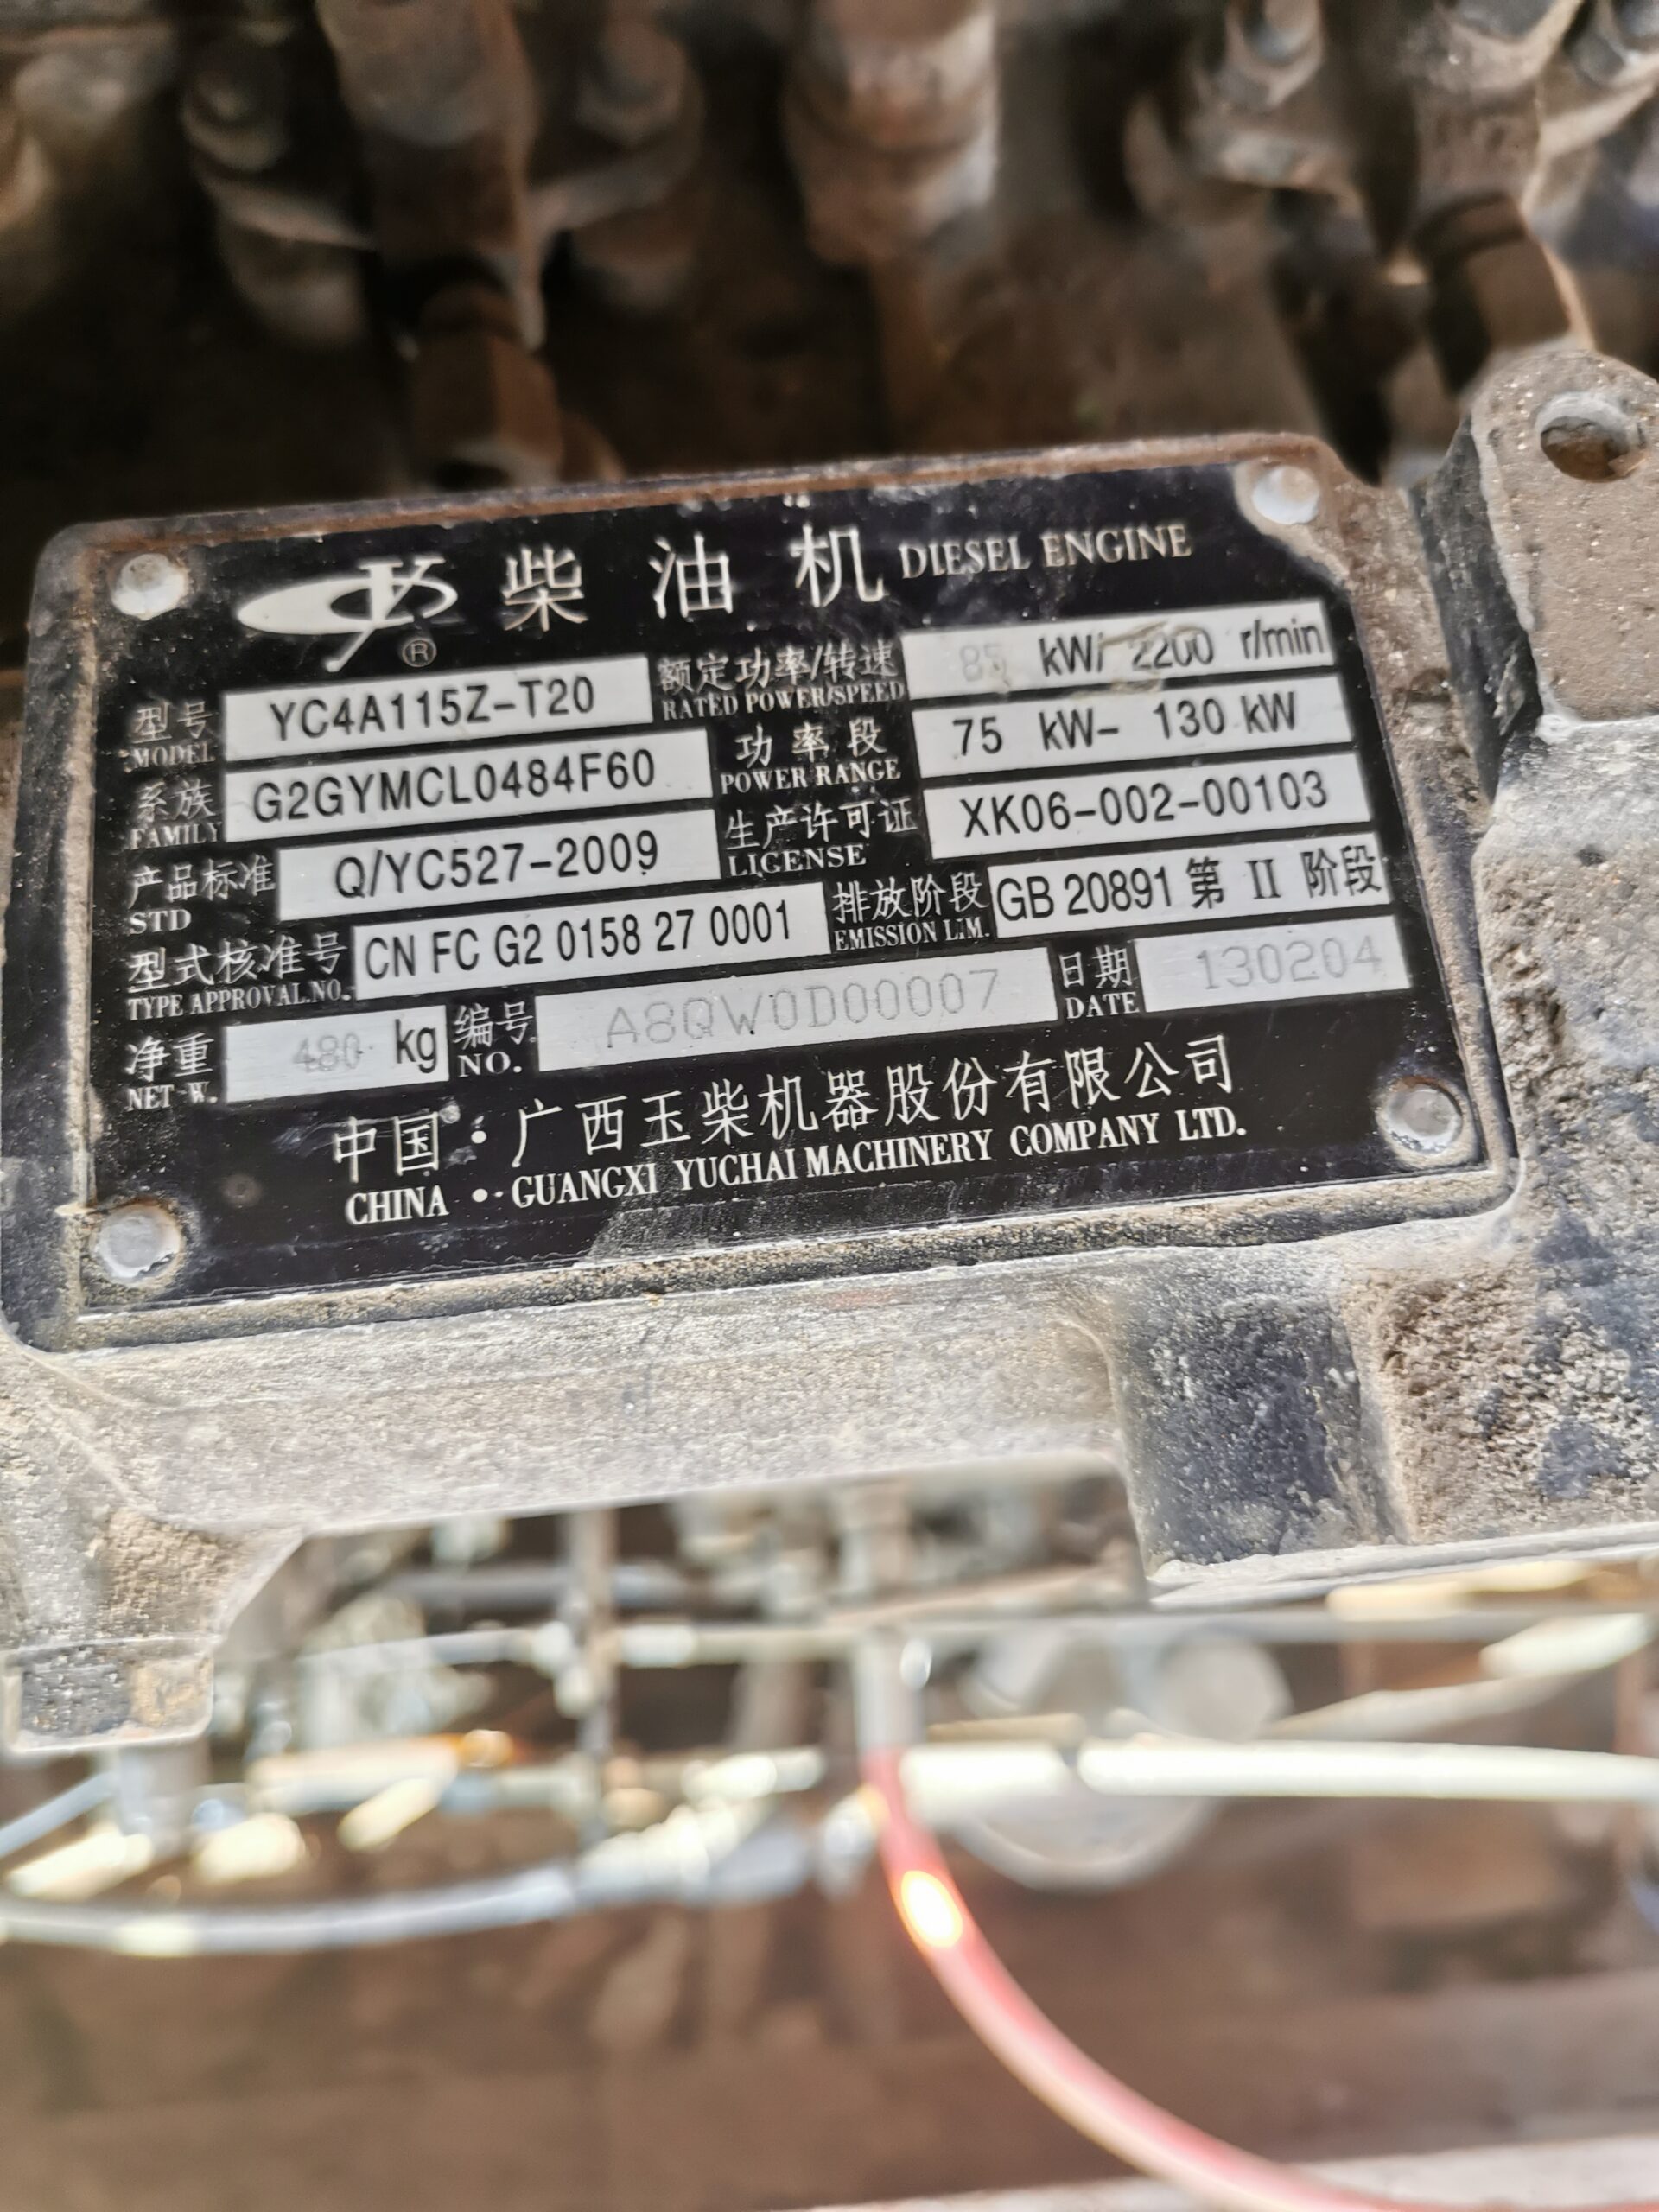 柴油机 DIESEL ENGINE
®
型号 MODEL YC4A115Z-T20 额定功率/转速 RATED POWER/SPEED 85 kW/ 2200 r/min
系族 FAMILY G2GYMCL0484F60 功率段 POWER RANGE 75 kW- 130 kW
产品标准 STD Q/YC527-2009 生产许可证 LICENSE XK06-002-00103
型式核准号 TYPE APPROVAL.NO. CN FC G2 0158 27 0001 排放阶段 EMISSION LIM. GB 20891 第 II 阶段
净重 NET-W. 480 kg 编号 NO. A8QW0D00007 日期 DATE 130204
中国·广西玉柴机器股份有限公司
CHINA · GUANGXI YUCHAI MACHINERY COMPANY LTD.